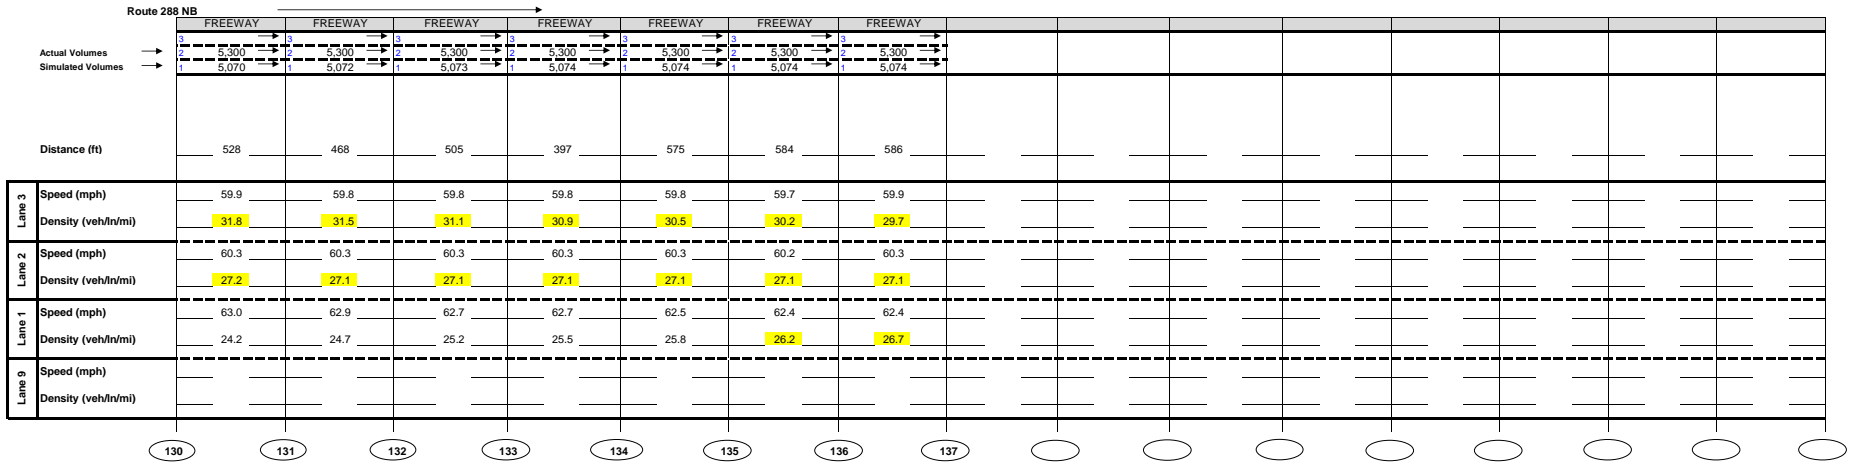 Route 288 NB
FREEWAY FREEWAY FREEWAY FREEWAY FREEWAY FREEWAY FREEWAY
3 3 3 3 3 3 3
Actual Volumes 2 5,300 2 5,300 2 5,300 2 5,300 2 5,300 2 5,300 2 5,300
Simulated Volumes 1 5,070 1 5,072 1 5,073 1 5,074 1 5,074 1 5,074 1 5,074
Distance (ft) 528 468 505 397 575 584 586
Lane 3
Speed (mph) 59.9 59.8 59.8 59.8 59.8 59.7 59.9
Density (veh/ln/mi) 31.8 31.5 31.1 30.9 30.5 30.2 29.7
Lane 2
Speed (mph) 60.3 60.3 60.3 60.3 60.3 60.2 60.3
Density (veh/ln/mi) 27.2 27.1 27.1 27.1 27.1 27.1 27.1
Lane 1
Speed (mph) 63.0 62.9 62.7 62.7 62.5 62.4 62.4
Density (veh/ln/mi) 24.2 24.7 25.2 25.5 25.8 26.2 26.7
Lane 9
Speed (mph)
Density (veh/ln/mi)
130 131 132 133 134 135 136 137